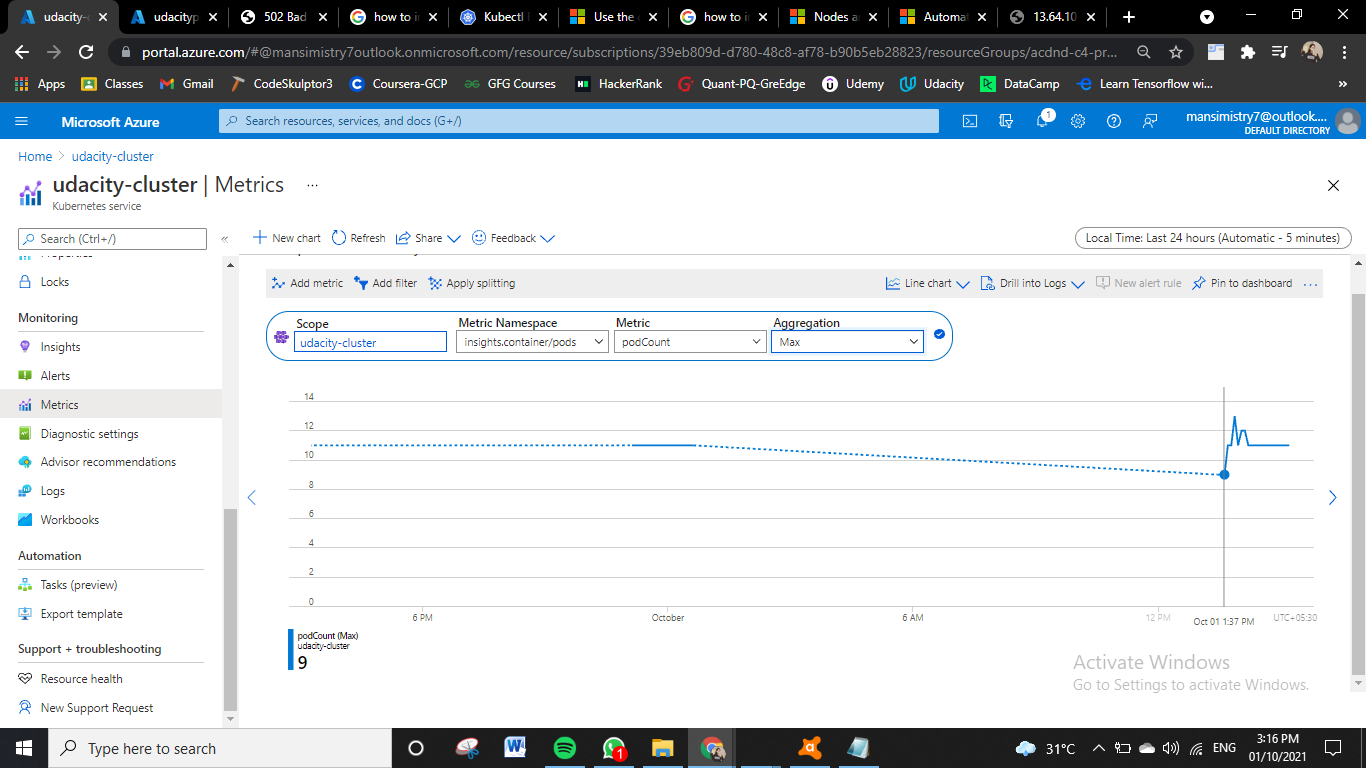 udacity-
udacityp
502 Bad
how to in
Kubectl
Use the
how to in
Nodes a
Automat
13.64.10
portal.azure.com/#@mansimistry7outlook.onmicrosoft.com/resource/subscriptions/39eb809d-d780-48c8-af78-b90b5eb28823/resourceGroups/acdnd-c4-pr...
Apps
Classes
Gmail
CodeSkulptor3
Coursera-GCP
GFG Courses
HackerRank
Quant-PQ-GreEdge
Udemy
Udacity
DataCamp
Learn Tensorflow wi...
Microsoft Azure
Search resources, services, and docs (G+/)
1
mansimistry7@outlook....
DEFAULT DIRECTORY
Home > udacity-cluster
udacity-cluster | Metrics ...
Kubernetes service
Search (Ctrl+/)
«
New chart
Refresh
Share
Feedback
Local Time: Last 24 hours (Automatic - 5 minutes)
Properties
Locks
Monitoring
Insights
Alerts
Metrics
Diagnostic settings
Advisor recommendations
Logs
Workbooks
Automation
Tasks (preview)
Export template
Support + troubleshooting
Resource health
New Support Request
Add metric
Add filter
Apply splitting
Line chart
Drill into Logs
New alert rule
Pin to dashboard
...
Scope
udacity-cluster
Metric Namespace
insights.container/pods
Metric
podCount
Aggregation
Max
14
12
10
8
6
4
2
0
6 PM
October
6 AM
12 PM
Oct 01 1:37 PM
UTC+05:30
podCount (Max)
udacity-cluster
9
Activate Windows
Go to Settings to activate Windows.
Type here to search
1
31°C
ENG
3:16 PM
01/10/2021